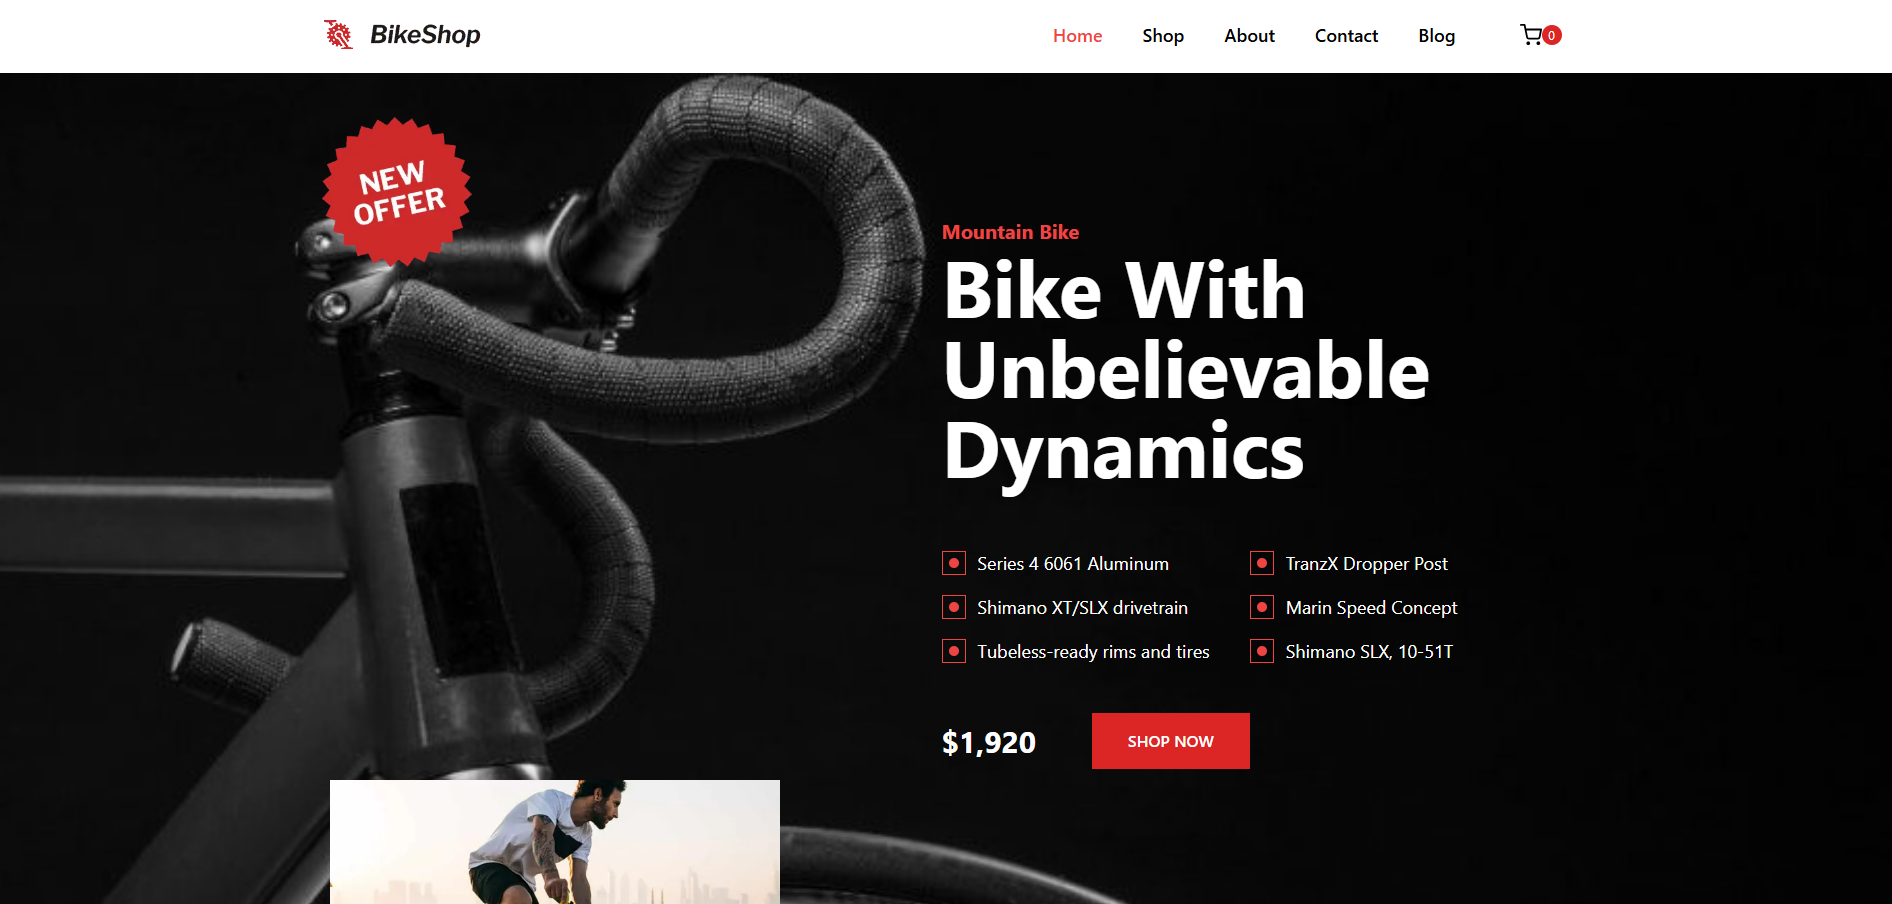 BikeShop
Home Shop About Contact Blog 0
NEW
OFFER
Mountain Bike
Bike With
Unbelievable
Dynamics
Series 4 6061 Aluminum
TranzX Dropper Post
Shimano XT/SLX drivetrain
Marin Speed Concept
Tubeless-ready rims and tires
Shimano SLX, 10-51T
$1,920
SHOP NOW